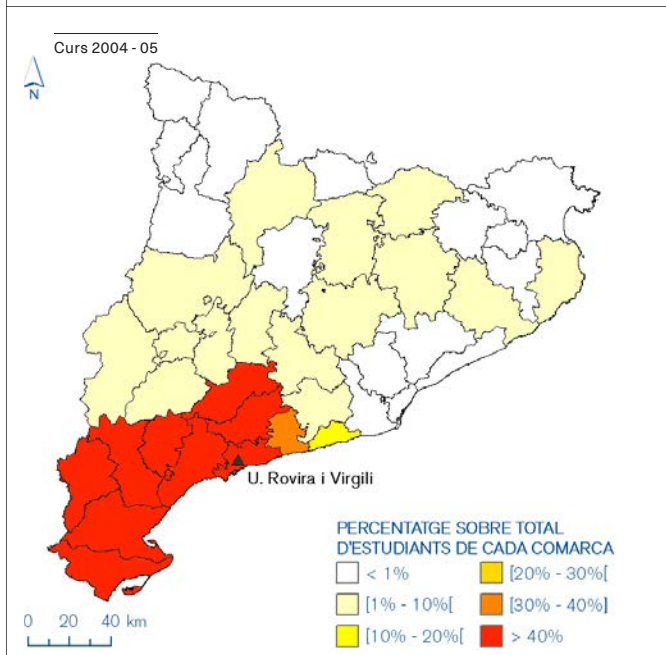 Curs 2004 - 05
N
U. Rovira i Virgili
PERCENTATGE SOBRE TOTAL
D'ESTUDIANTS DE CADA COMARCA
< 1%
[20% - 30%[
[1% - 10%[
[30% - 40%]
[10% - 20%[
> 40%
0 20 40 km